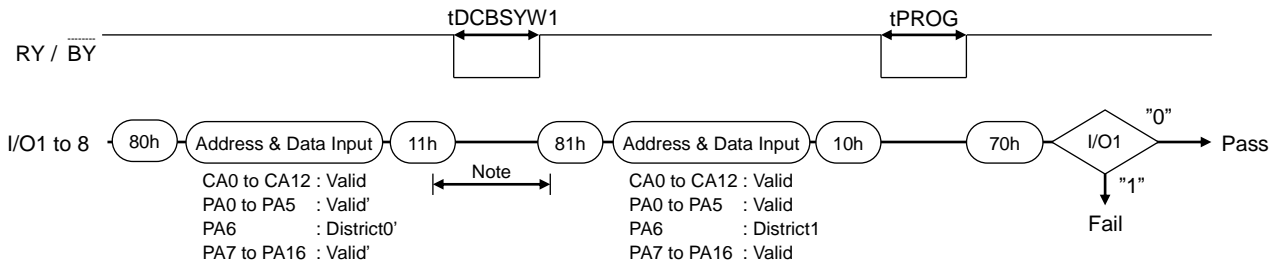 tDCBSYW1
tPROG
RY / BY
I/O1 to 8
80h
Address & Data Input
11h
81h
Address & Data Input
10h
70h
I/O1
"0"
Pass
"1"
Fail
Note
CA0 to CA12 : Valid
PA0 to PA5 : Valid'
PA6 : District0'
PA7 to PA16 : Valid'
CA0 to CA12 : Valid
PA0 to PA5 : Valid
PA6 : District1
PA7 to PA16 : Valid